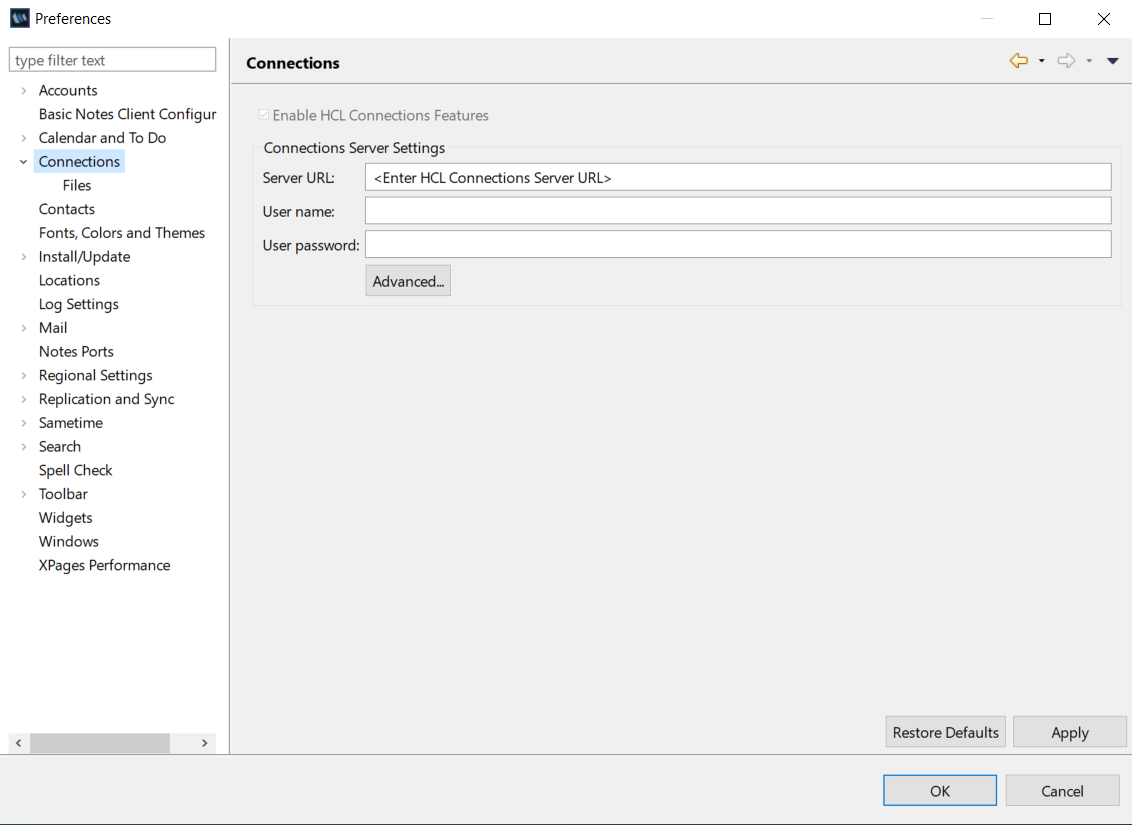 Preferences
type filter text
Accounts
Basic Notes Client Configur
Calendar and To Do
Connections
Files
Contacts
Fonts, Colors and Themes
Install/Update
Locations
Log Settings
Mail
Notes Ports
Regional Settings
Replication and Sync
Sametime
Search
Spell Check
Toolbar
Widgets
Windows
XPages Performance
Connections
Enable HCL Connections Features
Connections Server Settings
Server URL: <Enter HCL Connections Server URL>
User name:
User password:
Advanced...
Restore Defaults Apply
OK Cancel